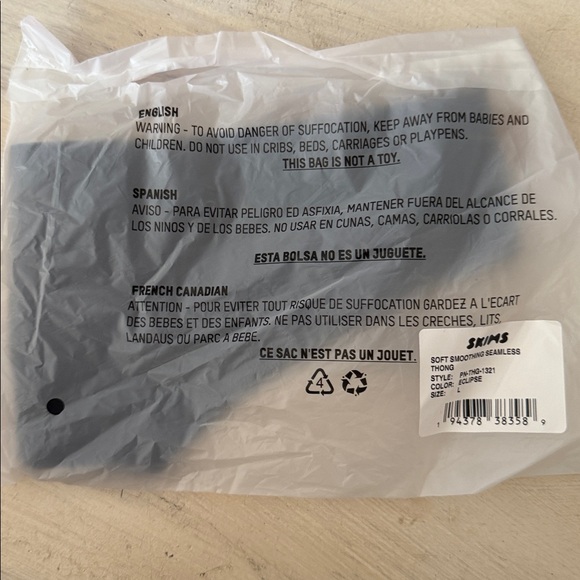 ENGLISH
WARNING - TO AVOID DANGER OF SUFFOCATION, KEEP AWAY FROM BABIES AND
CHILDREN. DO NOT USE IN CRIBS, BEDS, CARRIAGES OR PLAYPENS.
THIS BAG IS NOT A TOY.
SPANISH
AVISO - PARA EVITAR PELIGRO ED ASFIXIA, MANTENER FUERA DEL ALCANCE DE
LOS NINOS Y DE LOS BEBES. NO USAR EN CUNAS, CAMAS, CARRIOLAS O CORRALES.
ESTA BOLSA NO ES UN JUGUETE.
FRENCH CANADIAN
ATTENTION - POUR EVITER TOUT RISQUE DE SUFFOCATION GARDEZ A L'ECART
DES BEBES ET DES ENFANTS. NE PAS UTILISER DANS LES CRECHES, LITS,
LANDAUS OU PARC A BEBE.
CE SAC N'EST PAS UN JOUET.
4
SKIMS
SOFT SMOOTHING SEAMLESS
THONG
STYLE: PN-THG-1321
COLOR: ECLIPSE
SIZE: L
1 94378 38358 9